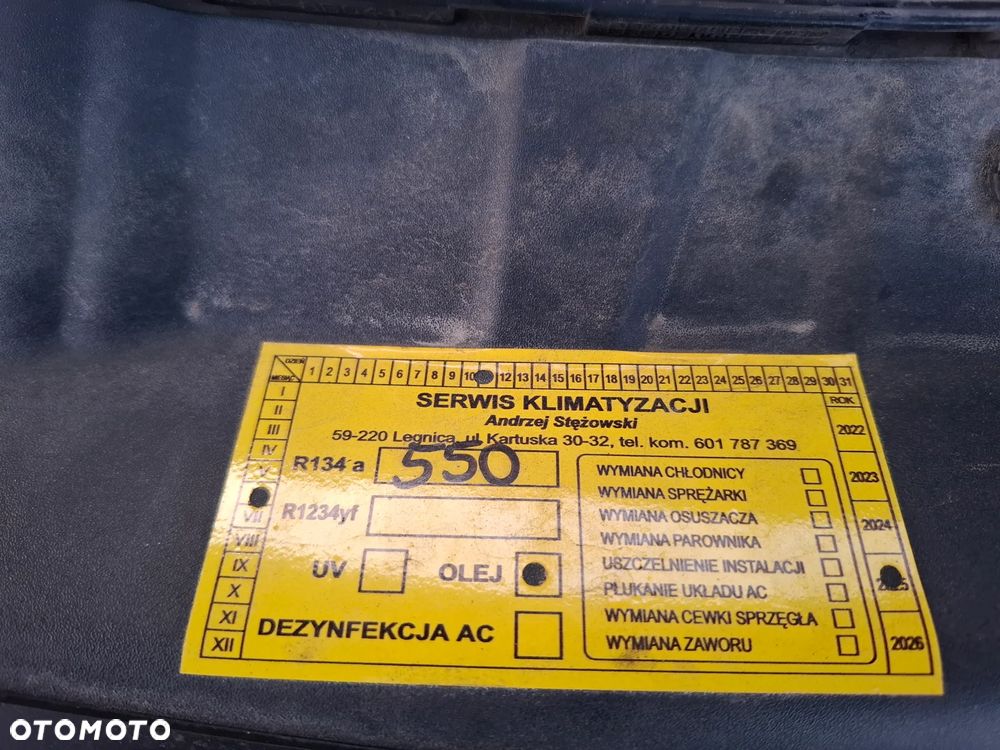 DZIEŃ 1 2 3 4 5 6 7 8 9 10 12 13 14 15 16 17 18 19 20 21 22 23 24 25 26 27 28 29 30 31
MIESIĄC
ROK
I
II
III
IV
V
VII
VIII
IX
X
XI
XII
SERWIS KLIMATYZACJI
Andrzej Stężowski
59-220 Legnica, ul. Kartuska 30-32, tel. kom. 601 787 369
R134 a 550
R1234yf
UV OLEJ
DEZYNFEKCJA AC
WYMIANA CHŁODNICY
WYMIANA SPRĘŻARKI
WYMIANA OSUSZACZA
WYMIANA PAROWNIKA
USZCZELNIENIE INSTALACJI
PŁUKANIE UKŁADU AC
WYMIANA CEWKI SPRZĘGŁA
WYMIANA ZAWORU
2022
2023
2024
2025
2026
OTOMOTO